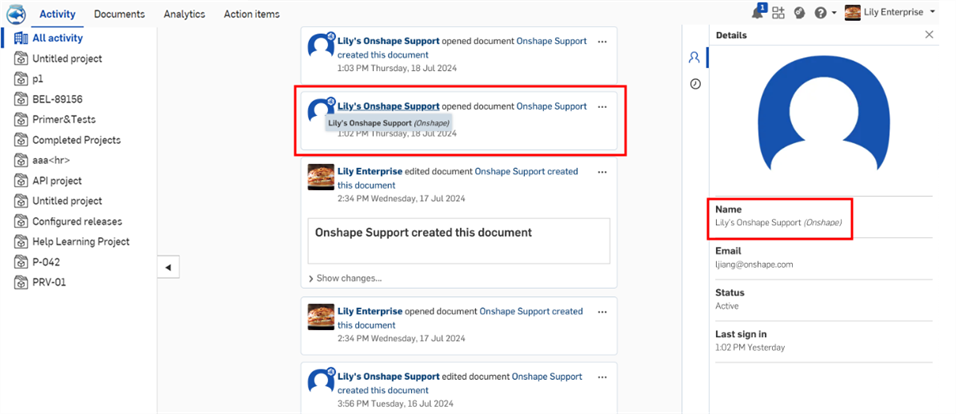 Activity Documents Analytics Action items
1
Lily Enterprise
All activity
Untitled project
p1
BEL-89156
Primer&Tests
Completed Projects
aaa<hr>
API project
Untitled project
Configured releases
Help Learning Project
P-042
PRV-01
Lily's Onshape Support opened document Onshape Support
created this document
1:03 PM Thursday, 18 Jul 2024
Lily's Onshape Support opened document Onshape Support
Lily's Onshape Support (Onshape)
1:02 PM Thursday, 18 Jul 2024
Lily Enterprise edited document Onshape Support created
this document
2:34 PM Wednesday, 17 Jul 2024
Onshape Support created this document
Show changes...
Lily Enterprise opened document Onshape Support created
this document
2:34 PM Wednesday, 17 Jul 2024
Lily's Onshape Support edited document Onshape Support
created this document
3:56 PM Tuesday, 16 Jul 2024
Details
Name
Lily's Onshape Support (Onshape)
Email
ljiang@onshape.com
Status
Active
Last sign in
1:02 PM Yesterday